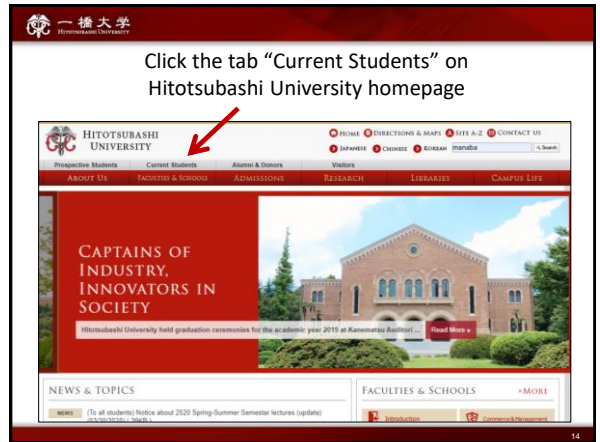 一橋大学
HITOTSUBASHI UNIVERSITY
Click the tab “Current Students” on
Hitotsubashi University homepage
HITOTSUBASHI
UNIVERSITY
HOME DIRECTIONS & MAPS SITE A-Z CONTACT US
JAPANESE CHINESE KOREAN manaba Search
Prospective Students Current Students Alumni & Donors Visitors
ABOUT US FACULTIES & SCHOOLS ADMISSIONS RESEARCH LIBRARIES CAMPUS LIFE
CAPTAINS OF
INDUSTRY,
INNOVATORS IN
SOCIETY
Hitotsubashi University held graduation ceremonies for the academic year 2019 at Kanematsu Auditori ... Read More »
NEWS & TOPICS
FACULTIES & SCHOOLS »MORE
NEWS (To all students) Notice about 2020 Spring-Summer Semester lectures (update)
(03/30/2020) ( 39KB )
Introduction Commerce & Management
14